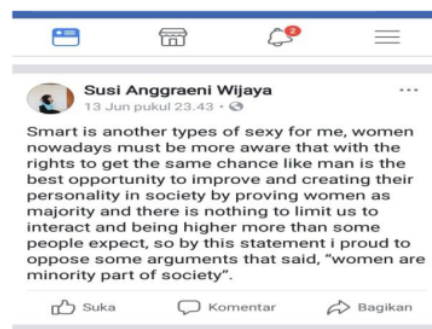 2
Susi Anggraeni Wijaya
13 Jun pukul 23.43
Smart is another types of sexy for me, women
nowadays must be more aware that with the
rights to get the same chance like man is the
best opportunity to improve and creating their
personality in society by proving women as
majority and there is nothing to limit us to
interact and being higher more than some
people expect, so by this statement i proud to
oppose some arguments that said, “women are
minority part of society”.
Suka Komentar Bagikan